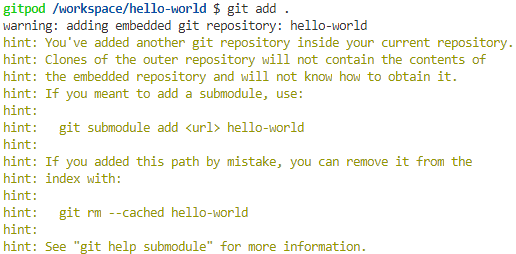 gitpod /workspace/hello-world $ git add .
warning: adding embedded git repository: hello-world
hint: You've added another git repository inside your current repository.
hint: Clones of the outer repository will not contain the contents of
hint: the embedded repository and will not know how to obtain it.
hint: If you meant to add a submodule, use:
hint:
hint:   git submodule add <url> hello-world
hint:
hint: If you added this path by mistake, you can remove it from the
hint: index with:
hint:
hint:   git rm --cached hello-world
hint:
hint: See "git help submodule" for more information.